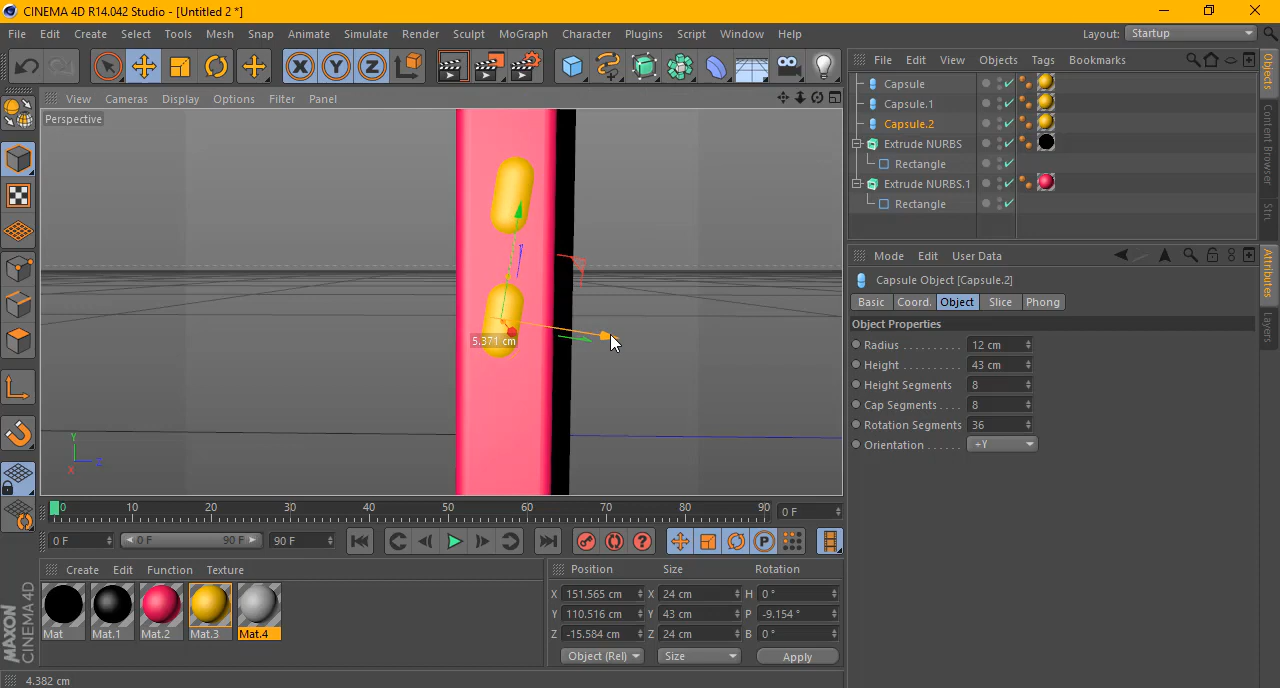 CINEMA 4D R14.042 Studio - [Untitled 2 *]
File Edit Create Select Tools Mesh Snap Animate Simulate Render Sculpt MoGraph Character Plugins Script Window Help Layout: Startup
File Edit View Objects Tags Bookmarks
View Cameras Display Options Filter Panel
Perspective
Capsule
Capsule.1
Capsule.2
Extrude NURBS
Rectangle
Extrude NURBS.1
Rectangle
Objects
Content Browser
Attributes
Layers
Mode Edit User Data
Capsule Object [Capsule.2]
Basic Coord. Object Slice Phong
Object Properties
Radius . . . . . . . . . . 12 cm
Height . . . . . . . . . . 43 cm
Height Segments 8
Cap Segments . . . . 8
Rotation Segments 36
Orientation . . . . . . +Y
5.371 cm
Y
X
Z
0 10 20 30 40 50 60 70 80 90 0 F
0 F 0 F 90 F 90 F
Create Edit Function Texture
Mat Mat.1 Mat.2 Mat.3 Mat.4
Position Size Rotation
X 151.565 cm X 24 cm H 0 °
Y 110.516 cm Y 43 cm P -9.154 °
Z -15.584 cm Z 24 cm B 0 °
Object (Rel) Size Apply
MAXON
CINEMA 4D
4.382 cm